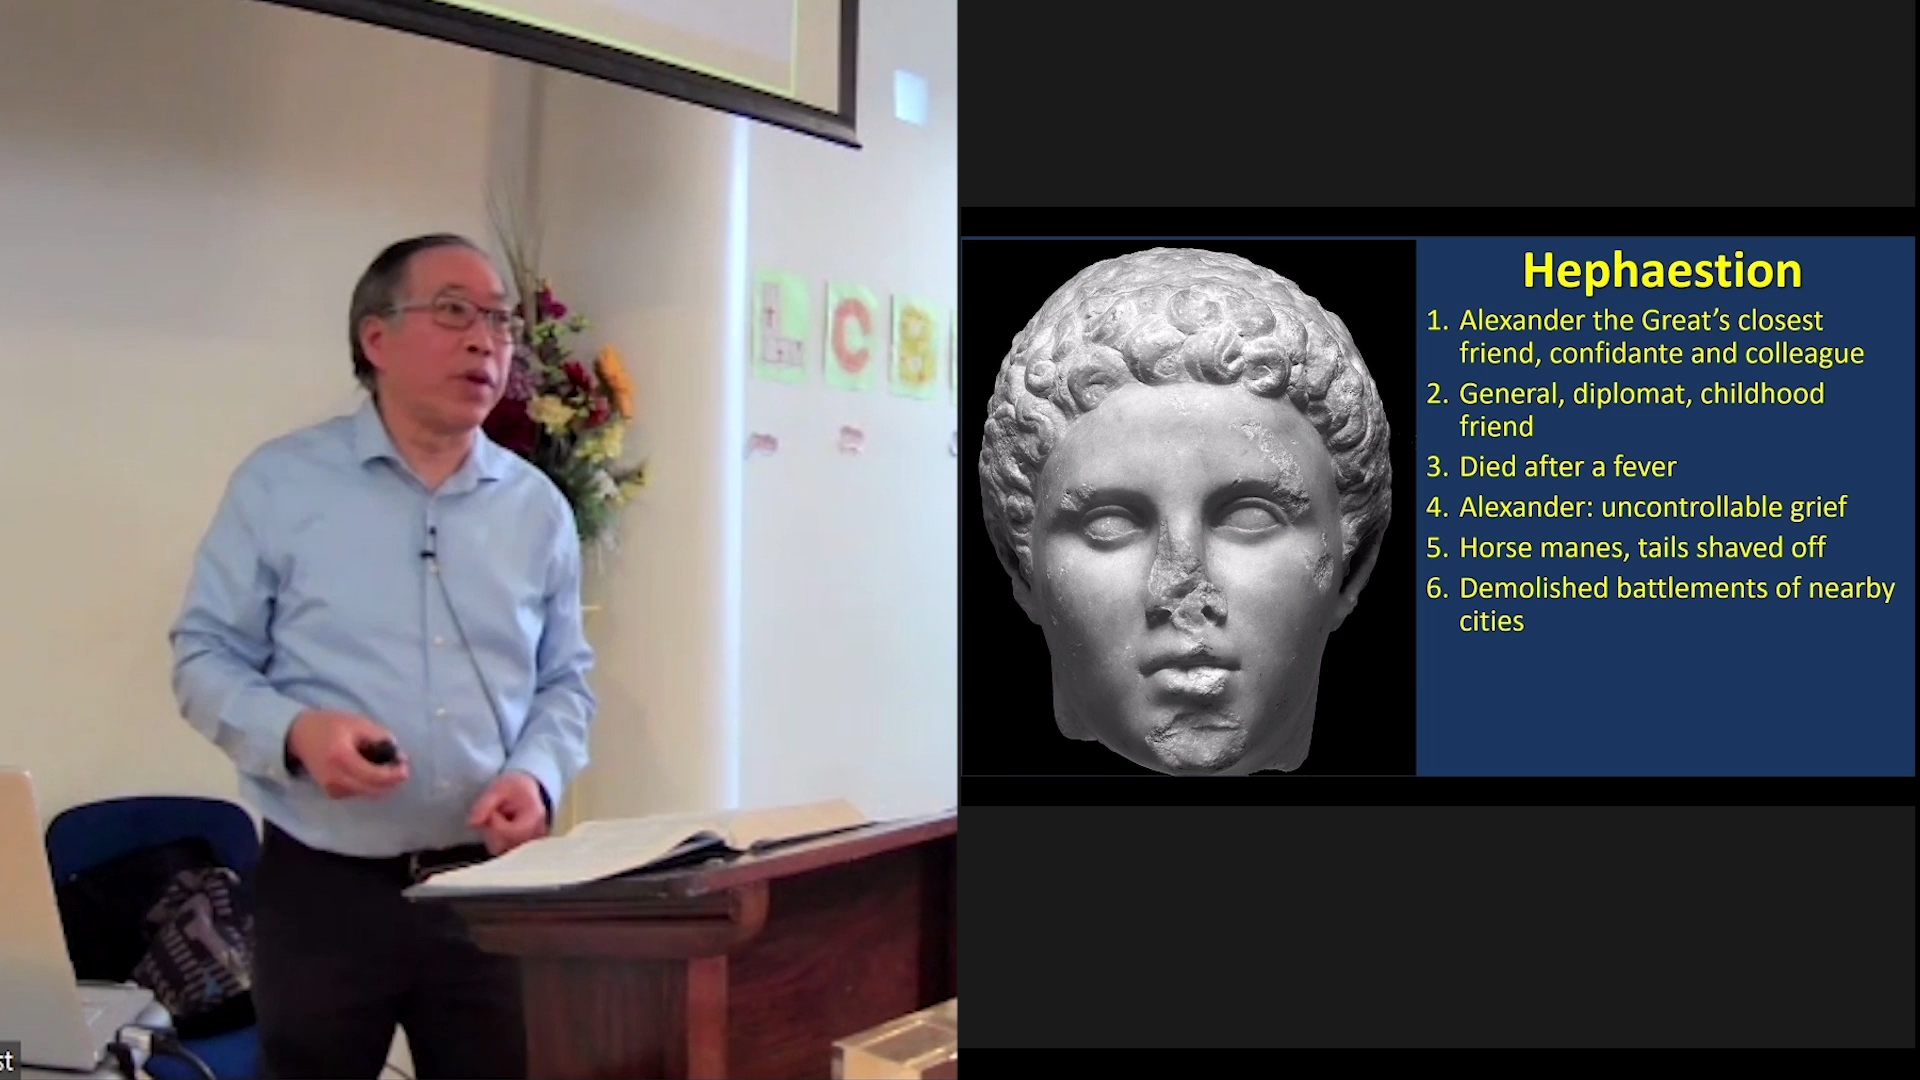 L C B
Hephaestion
1. Alexander the Great’s closest
friend, confidante and colleague
2. General, diplomat, childhood
friend
3. Died after a fever
4. Alexander: uncontrollable grief
5. Horse manes, tails shaved off
6. Demolished battlements of nearby
cities
st